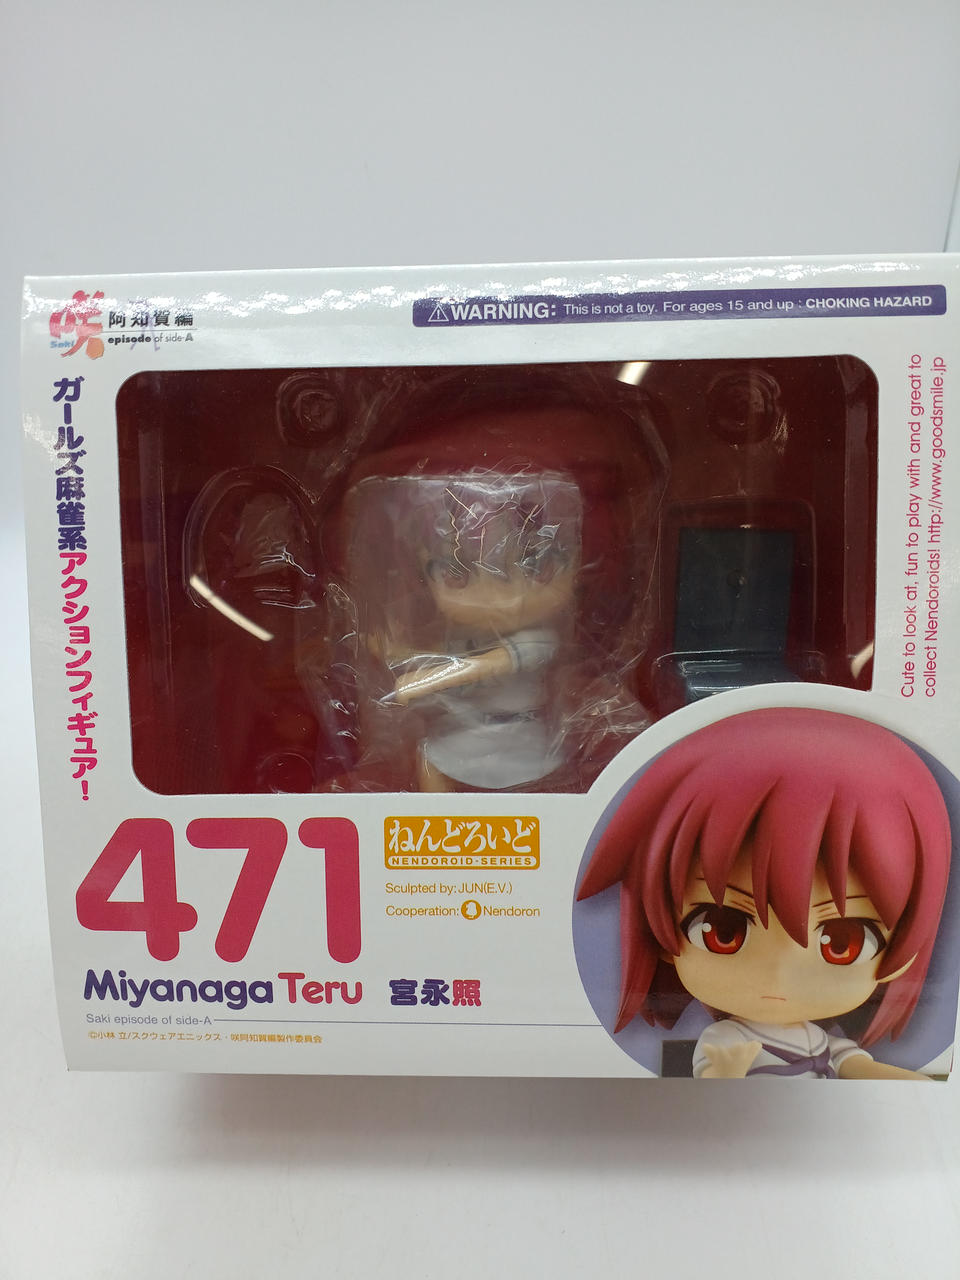 咲
Saki
阿知賀編
episode of side-A
WARNING: This is not a toy. For ages 15 and up : CHOKING HAZARD
ガールズ麻雀系アクションフィギュア!
Cute to look at, fun to play with and great to
collect Nendoroids! http://www.goodsmile.jp
471
ねんどろいど
NENDOROID・SERIES
Sculpted by: JUN(E.V.)
Cooperation: Nendoron
Miyanaga Teru 宮永照
Saki episode of side-A
©小林 立/スクウェアエニックス・咲阿知賀編製作委員会